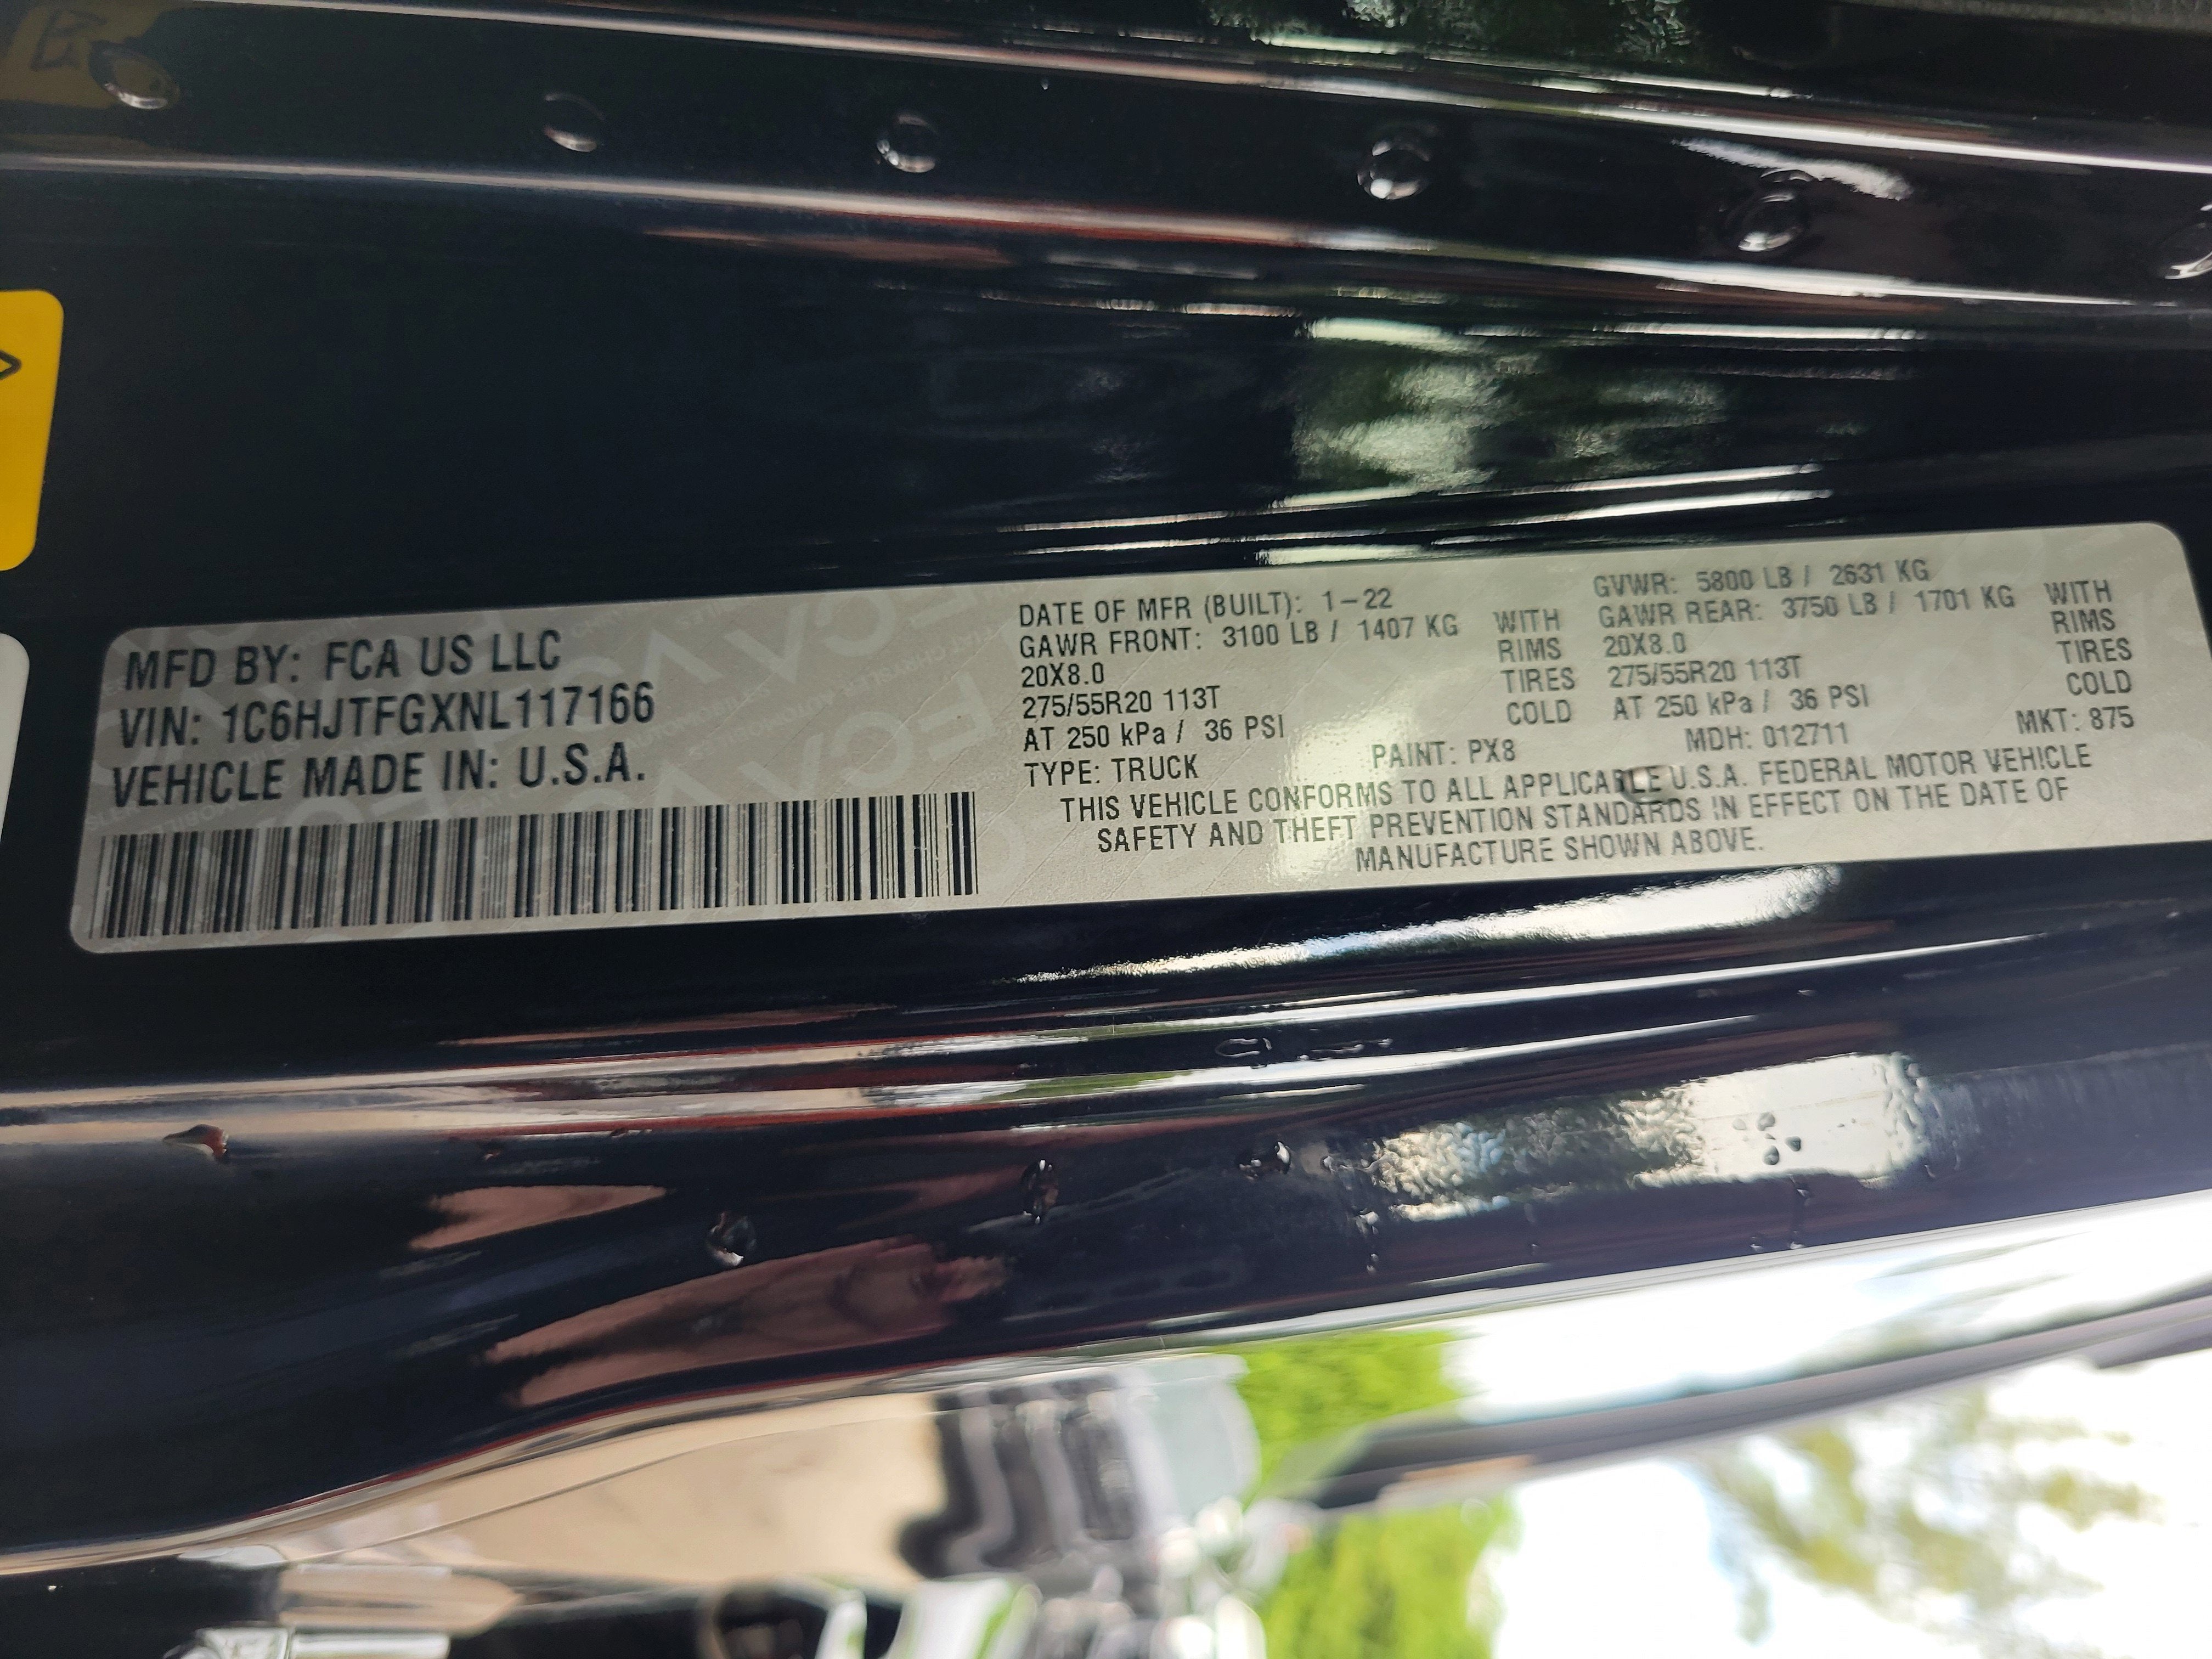 MFD BY: FCA US LLC
VIN: 1C6HJTFGXNL117166
VEHICLE MADE IN: U.S.A.
DATE OF MFR (BUILT): 1-22
GVWR: 5800 LB / 2631 KG
GAWR FRONT: 3100 LB / 1407 KG WITH
20X8.0 RIMS
275/55R20 113T TIRES
AT 250 kPa / 36 PSI COLD
GAWR REAR: 3750 LB / 1701 KG WITH
20X8.0 RIMS
275/55R20 113T TIRES
AT 250 kPa / 36 PSI COLD
TYPE: TRUCK PAINT: PX8 MDH: 012711 MKT: 875
THIS VEHICLE CONFORMS TO ALL APPLICABLE U.S.A. FEDERAL MOTOR VEHICLE
SAFETY AND THEFT PREVENTION STANDARDS IN EFFECT ON THE DATE OF
MANUFACTURE SHOWN ABOVE.